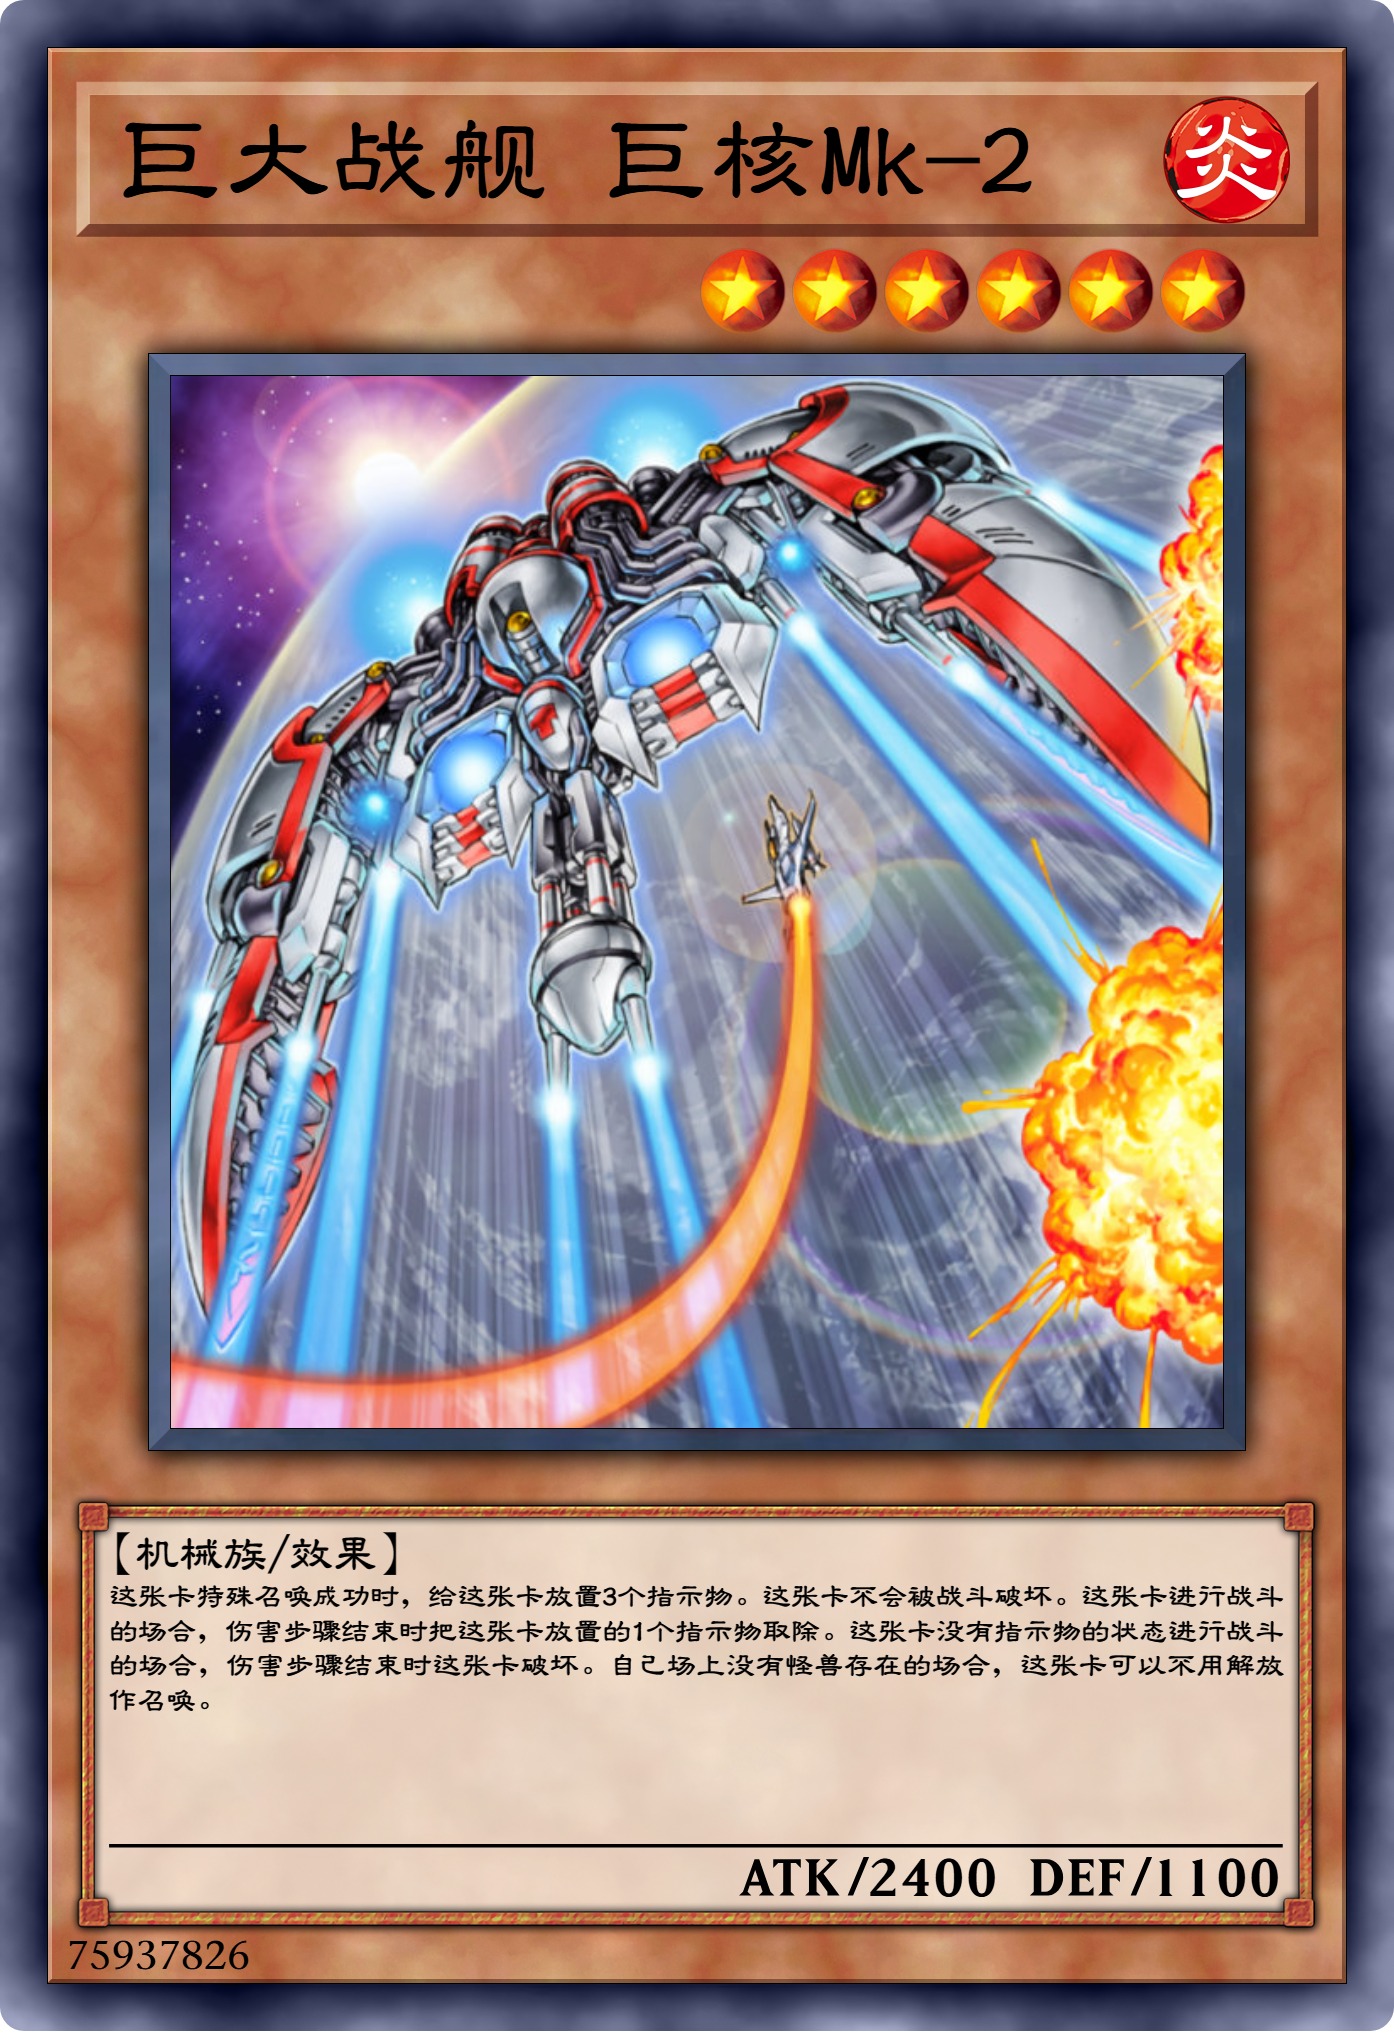 巨大战舰 巨核Mk-2
炎
【机械族/效果】
这张卡特殊召唤成功时，给这张卡放置3个指示物。这张卡不会被战斗破坏。这张卡进行战斗
的场合，伤害步骤结束时把这张卡放置的1个指示物取除。这张卡没有指示物的状态进行战斗
的场合，伤害步骤结束时这张卡破坏。自己场上没有怪兽存在的场合，这张卡可以不用解放
作召唤。
ATK/2400 DEF/1100
75937826